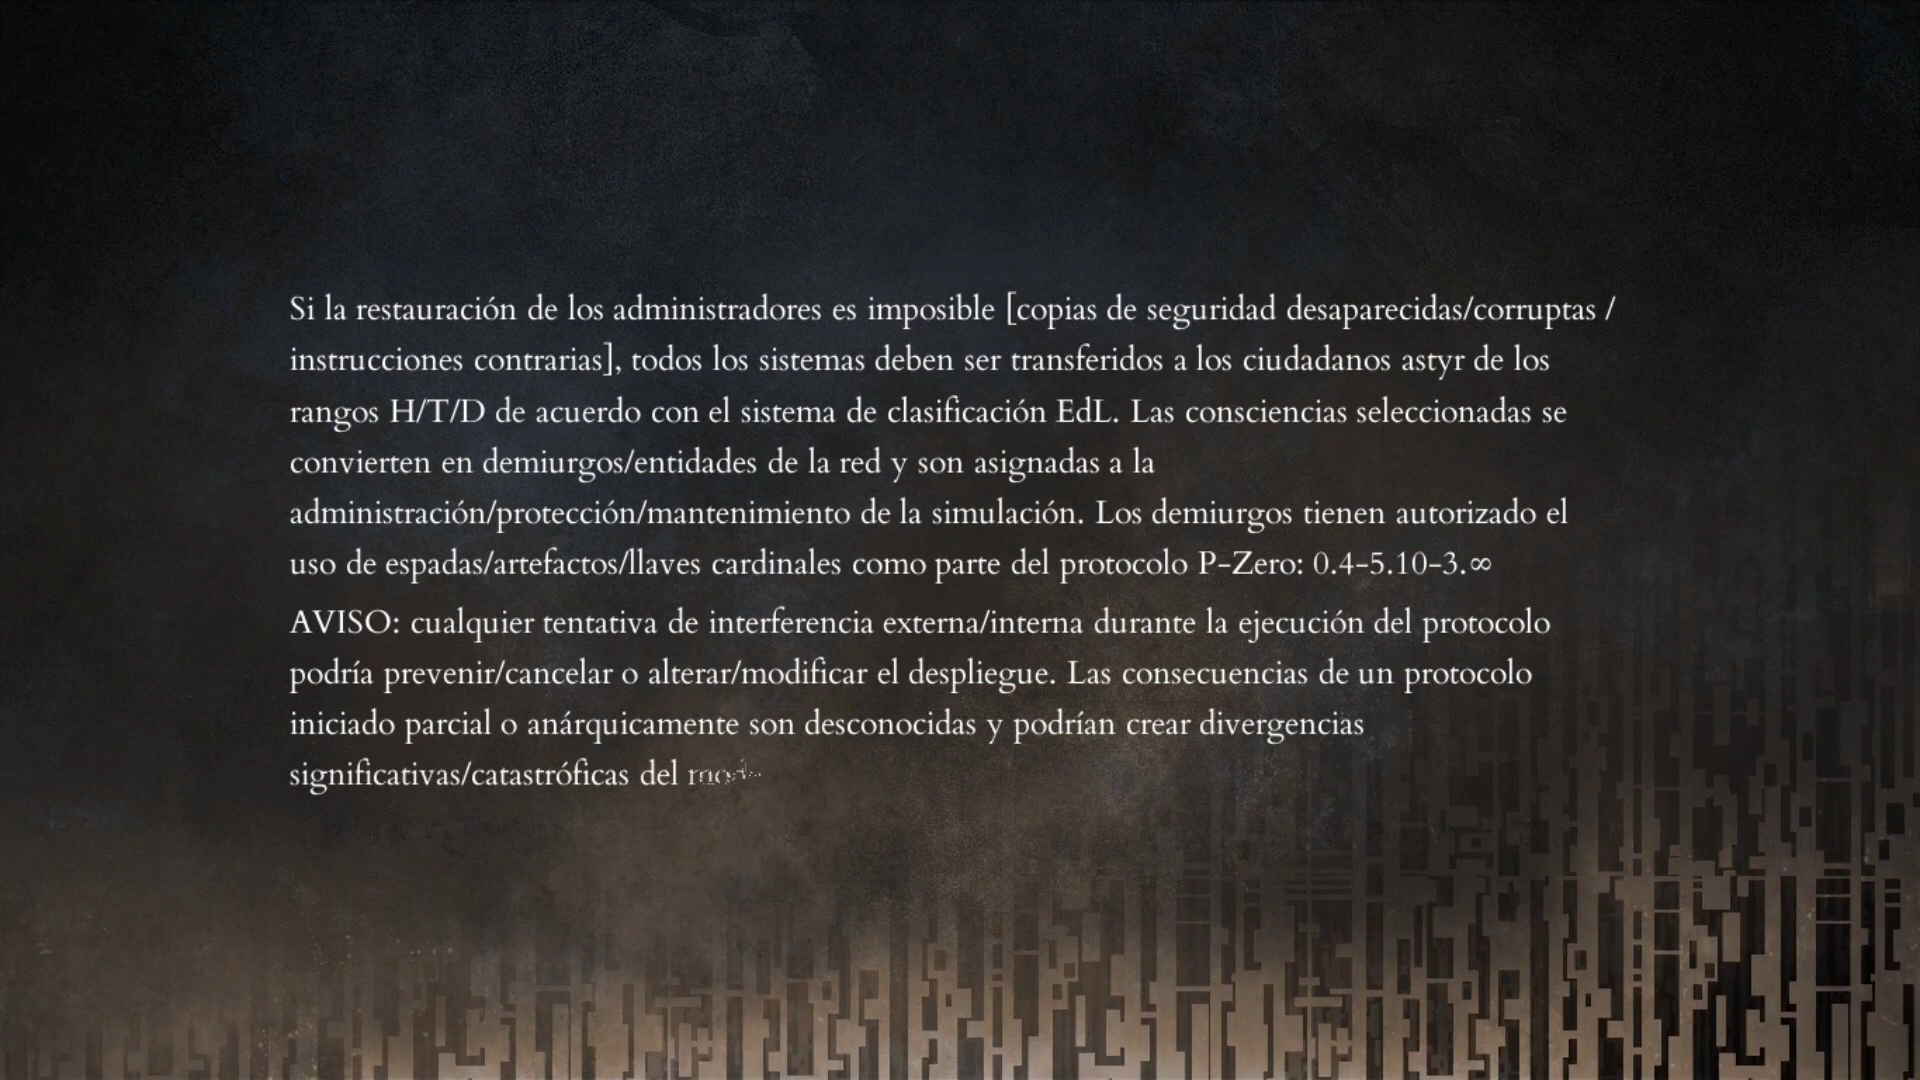 Si la restauración de los administradores es imposible [copias de seguridad desaparecidas/corruptas /
instrucciones contrarias], todos los sistemas deben ser transferidos a los ciudadanos astyr de los
rangos H/T/D de acuerdo con el sistema de clasificación EdL. Las consciencias seleccionadas se
convierten en demiurgos/entidades de la red y son asignadas a la
administración/protección/mantenimiento de la simulación. Los demiurgos tienen autorizado el
uso de espadas/artefactos/llaves cardinales como parte del protocolo P-Zero: 0.4-5.10-3.∞
AVISO: cualquier tentativa de interferencia externa/interna durante la ejecución del protocolo
podría prevenir/cancelar o alterar/modificar el despliegue. Las consecuencias de un protocolo
iniciado parcial o anárquicamente son desconocidas y podrían crear divergencias
significativas/catastróficas del